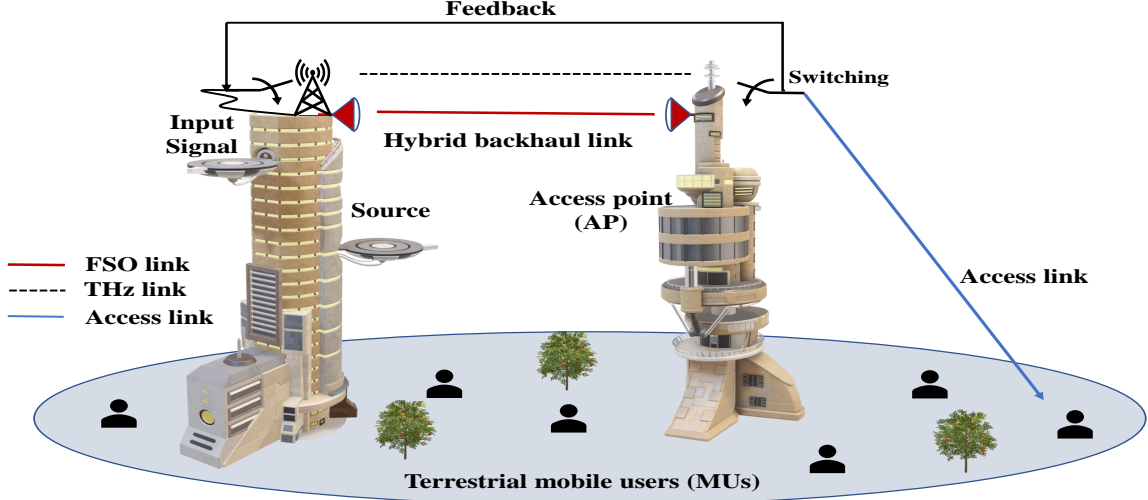 Feedback
Switching
Input
Signal
Hybrid backhaul link
Source
Access point
(AP)
FSO link
THz link
Access link
Access link
Terrestrial mobile users (MUs)